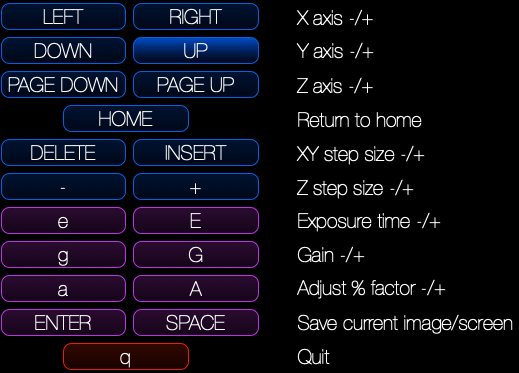 LEFT RIGHT X axis -/+
DOWN UP Y axis -/+
PAGE DOWN PAGE UP Z axis -/+
HOME Return to home
DELETE INSERT XY step size -/+
- + Z step size -/+
e E Exposure time -/+
g G Gain -/+
a A Adjust % factor -/+
ENTER SPACE Save current image/screen
q Quit